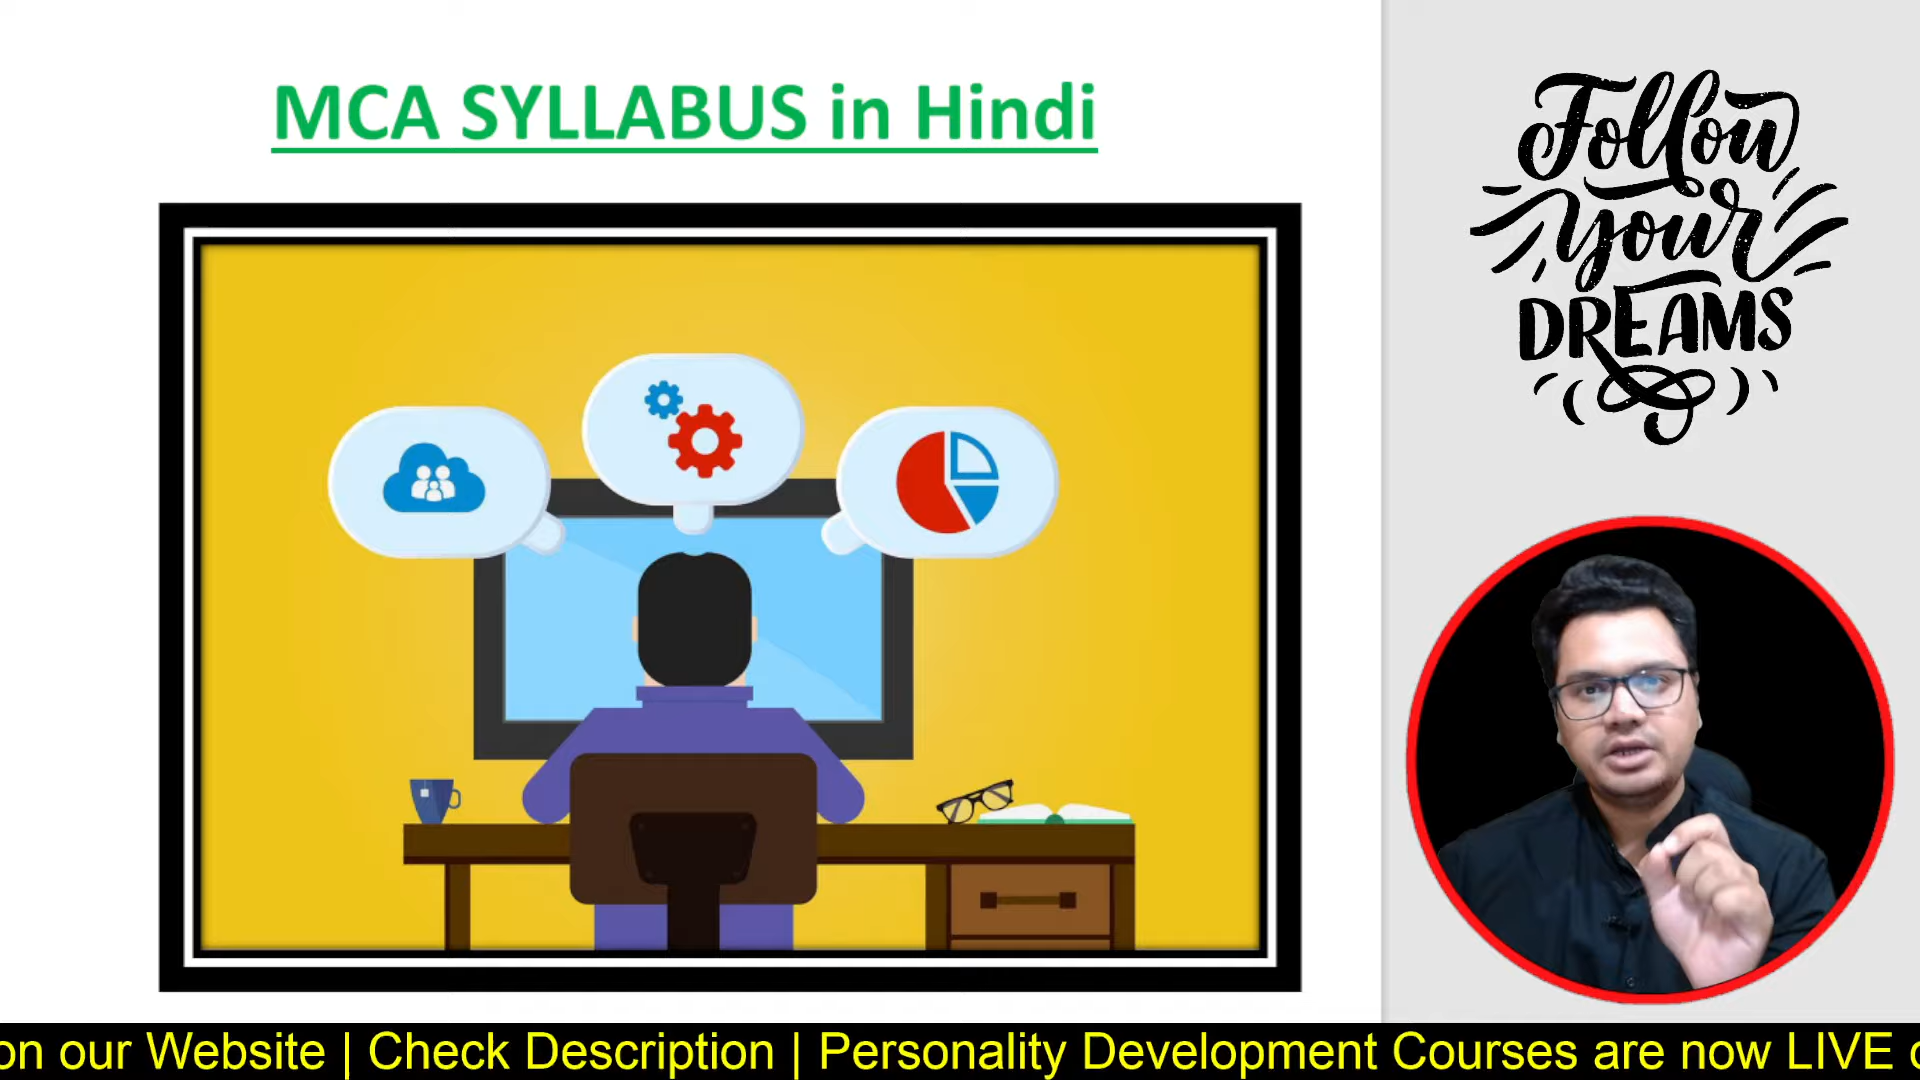 MCA SYLLABUS in Hindi
Follow
your
DREAMS
on our Website | Check Description | Personality Development Courses are now LIVE